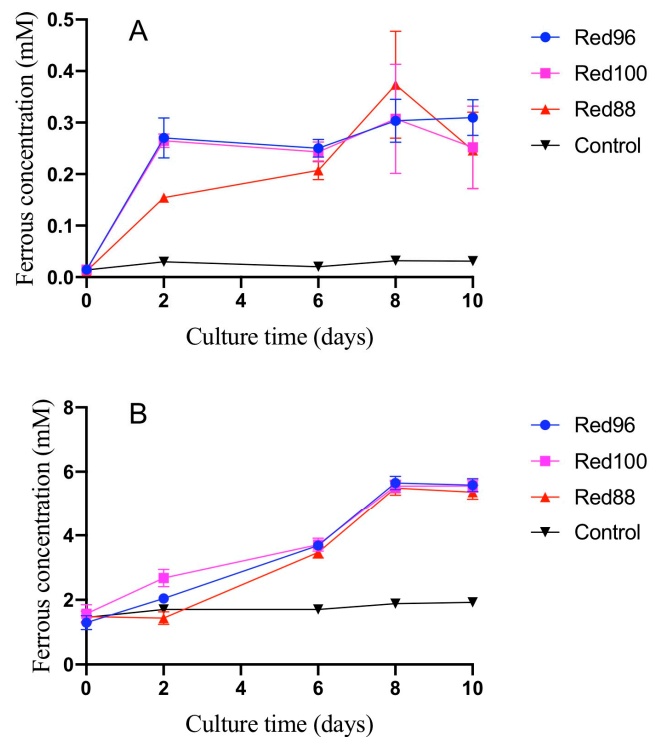 A
Ferrous concentration (mM)
0.5
0.4
0.3
0.2
0.1
0.0
0 2 4 6 8 10
Culture time (days)
Red96
Red100
Red88
Control
B
Ferrous concentration (mM)
8
6
4
2
0
0 2 4 6 8 10
Culture time (days)
Red96
Red100
Red88
Control